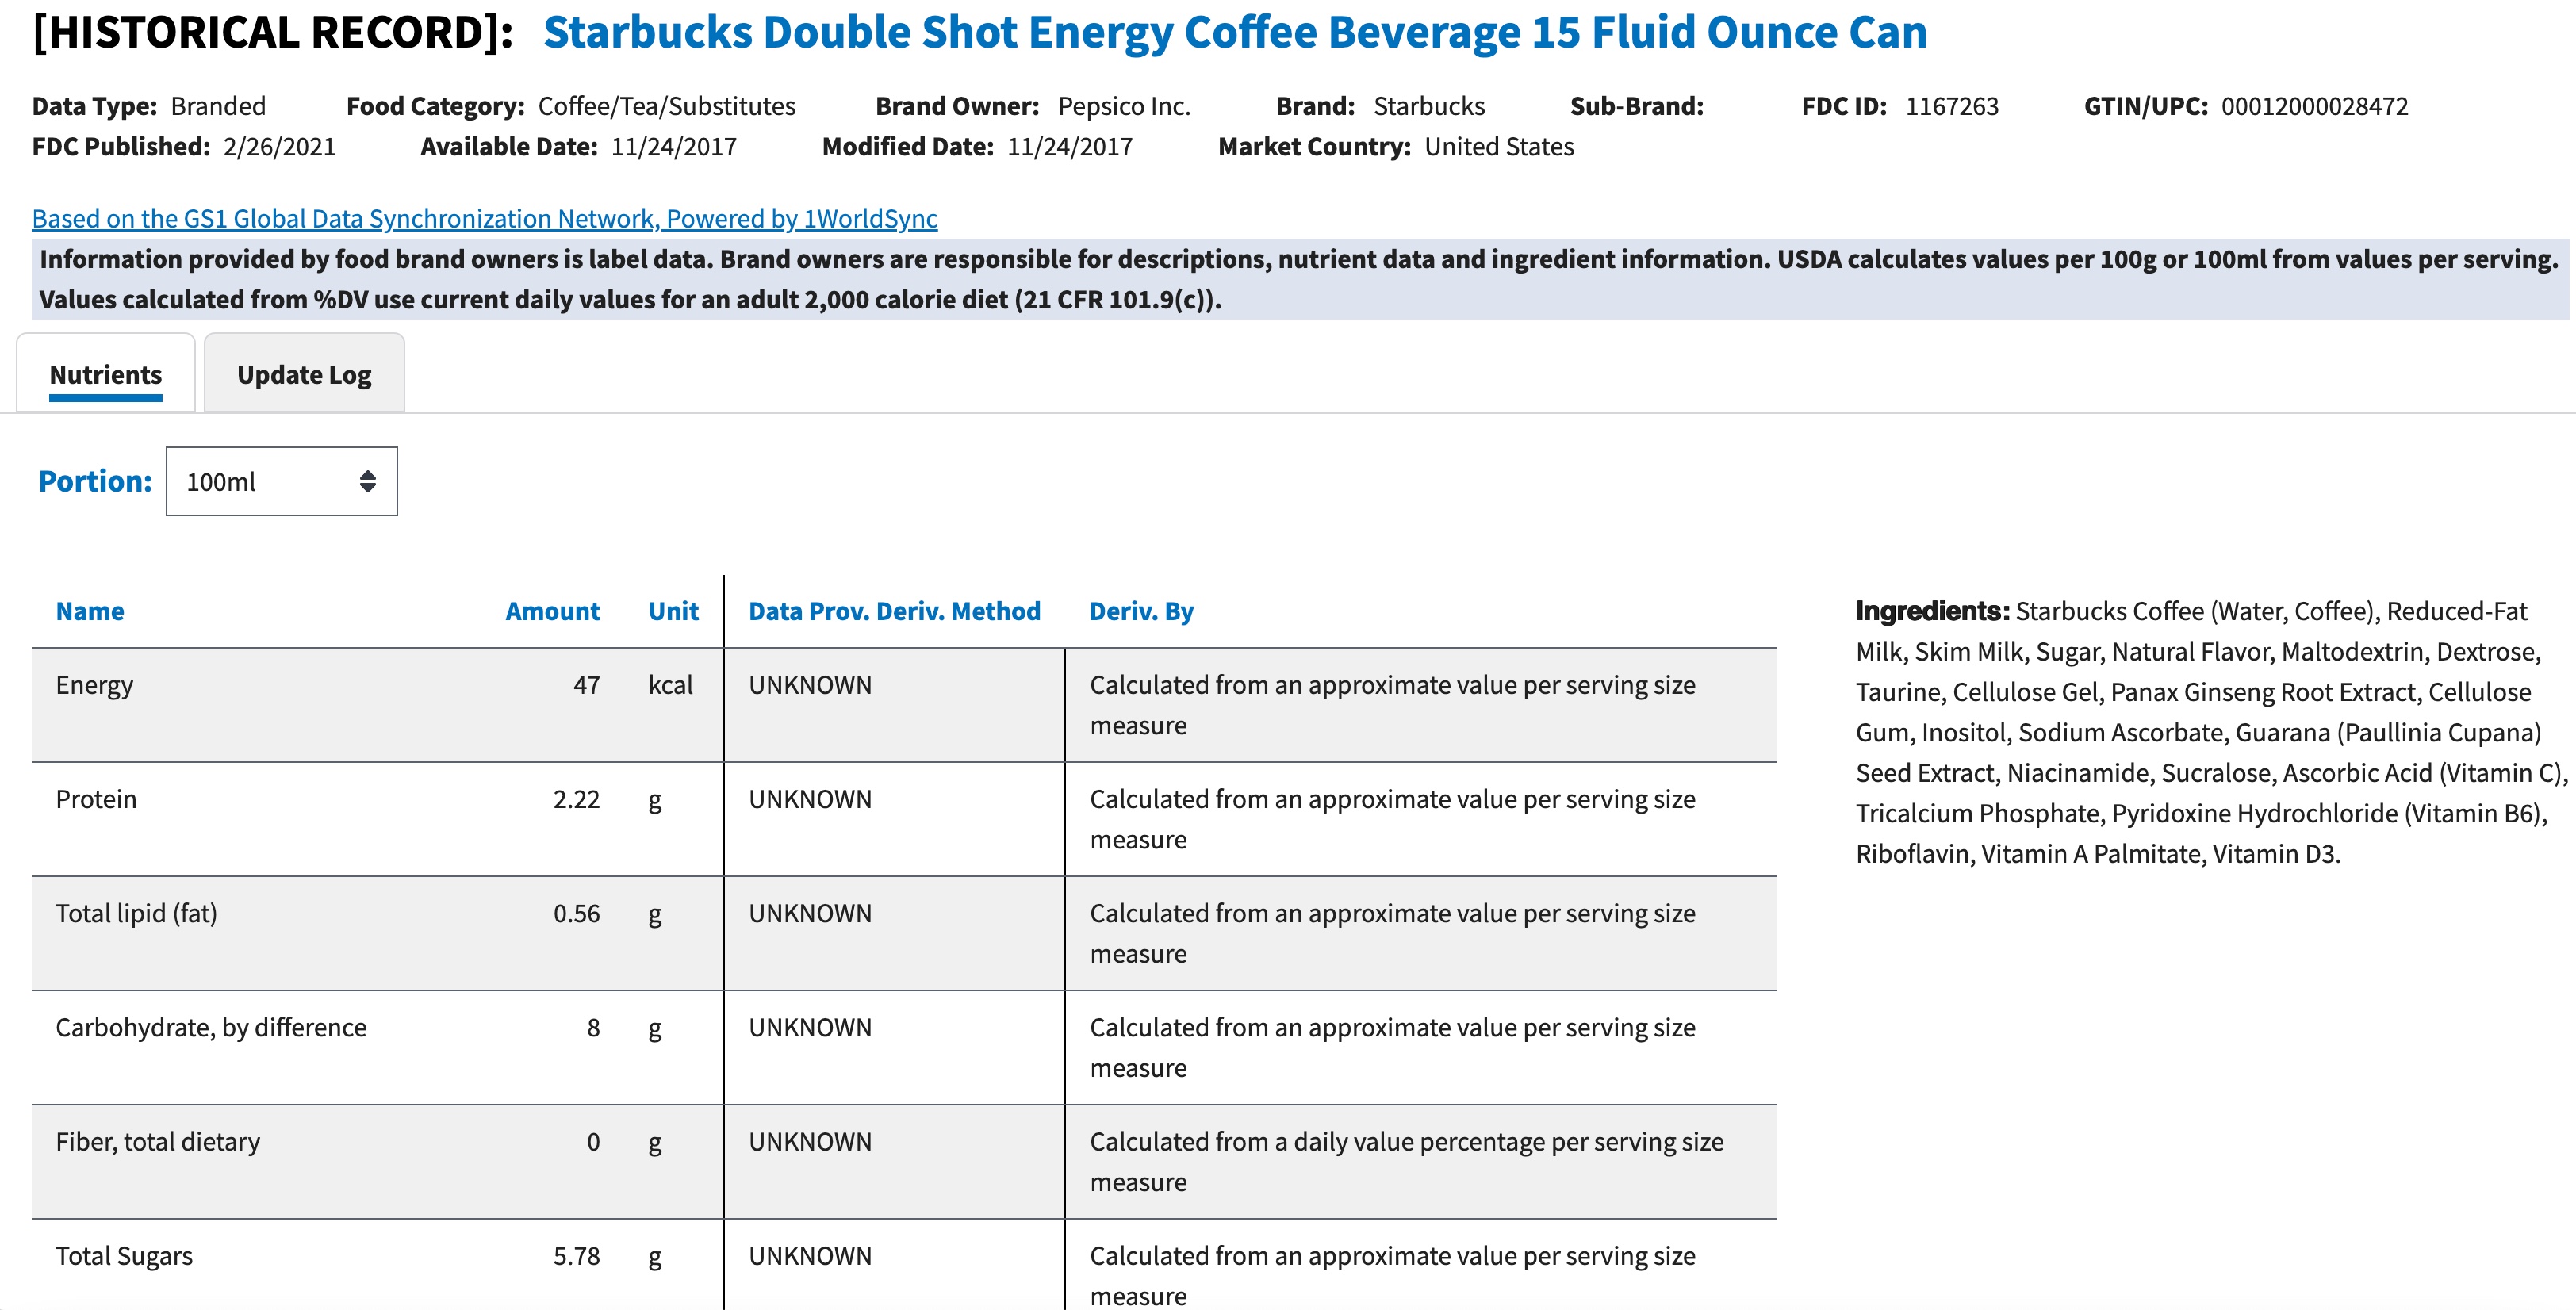 [HISTORICAL RECORD]: Starbucks Double Shot Energy Coffee Beverage 15 Fluid Ounce Can
Data Type: Branded Food Category: Coffee/Tea/Substitutes Brand Owner: Pepsico Inc. Brand: Starbucks Sub-Brand: FDC ID: 1167263 GTIN/UPC: 00012000028472
FDC Published: 2/26/2021 Available Date: 11/24/2017 Modified Date: 11/24/2017 Market Country: United States
Based on the GS1 Global Data Synchronization Network, Powered by 1WorldSync
Information provided by food brand owners is label data. Brand owners are responsible for descriptions, nutrient data and ingredient information. USDA calculates values per 100g or 100ml from values per serving.
Values calculated from %DV use current daily values for an adult 2,000 calorie diet (21 CFR 101.9(c)).
Nutrients Update Log
Portion: 100ml
Name Amount Unit Data Prov. Deriv. Method Deriv. By
Energy 47 kcal UNKNOWN Calculated from an approximate value per serving size
measure
Protein 2.22 g UNKNOWN Calculated from an approximate value per serving size
measure
Total lipid (fat) 0.56 g UNKNOWN Calculated from an approximate value per serving size
measure
Carbohydrate, by difference 8 g UNKNOWN Calculated from an approximate value per serving size
measure
Fiber, total dietary 0 g UNKNOWN Calculated from a daily value percentage per serving size
measure
Total Sugars 5.78 g UNKNOWN Calculated from an approximate value per serving size
measure
Ingredients: Starbucks Coffee (Water, Coffee), Reduced-Fat
Milk, Skim Milk, Sugar, Natural Flavor, Maltodextrin, Dextrose,
Taurine, Cellulose Gel, Panax Ginseng Root Extract, Cellulose
Gum, Inositol, Sodium Ascorbate, Guarana (Paullinia Cupana)
Seed Extract, Niacinamide, Sucralose, Ascorbic Acid (Vitamin C),
Tricalcium Phosphate, Pyridoxine Hydrochloride (Vitamin B6),
Riboflavin, Vitamin A Palmitate, Vitamin D3.